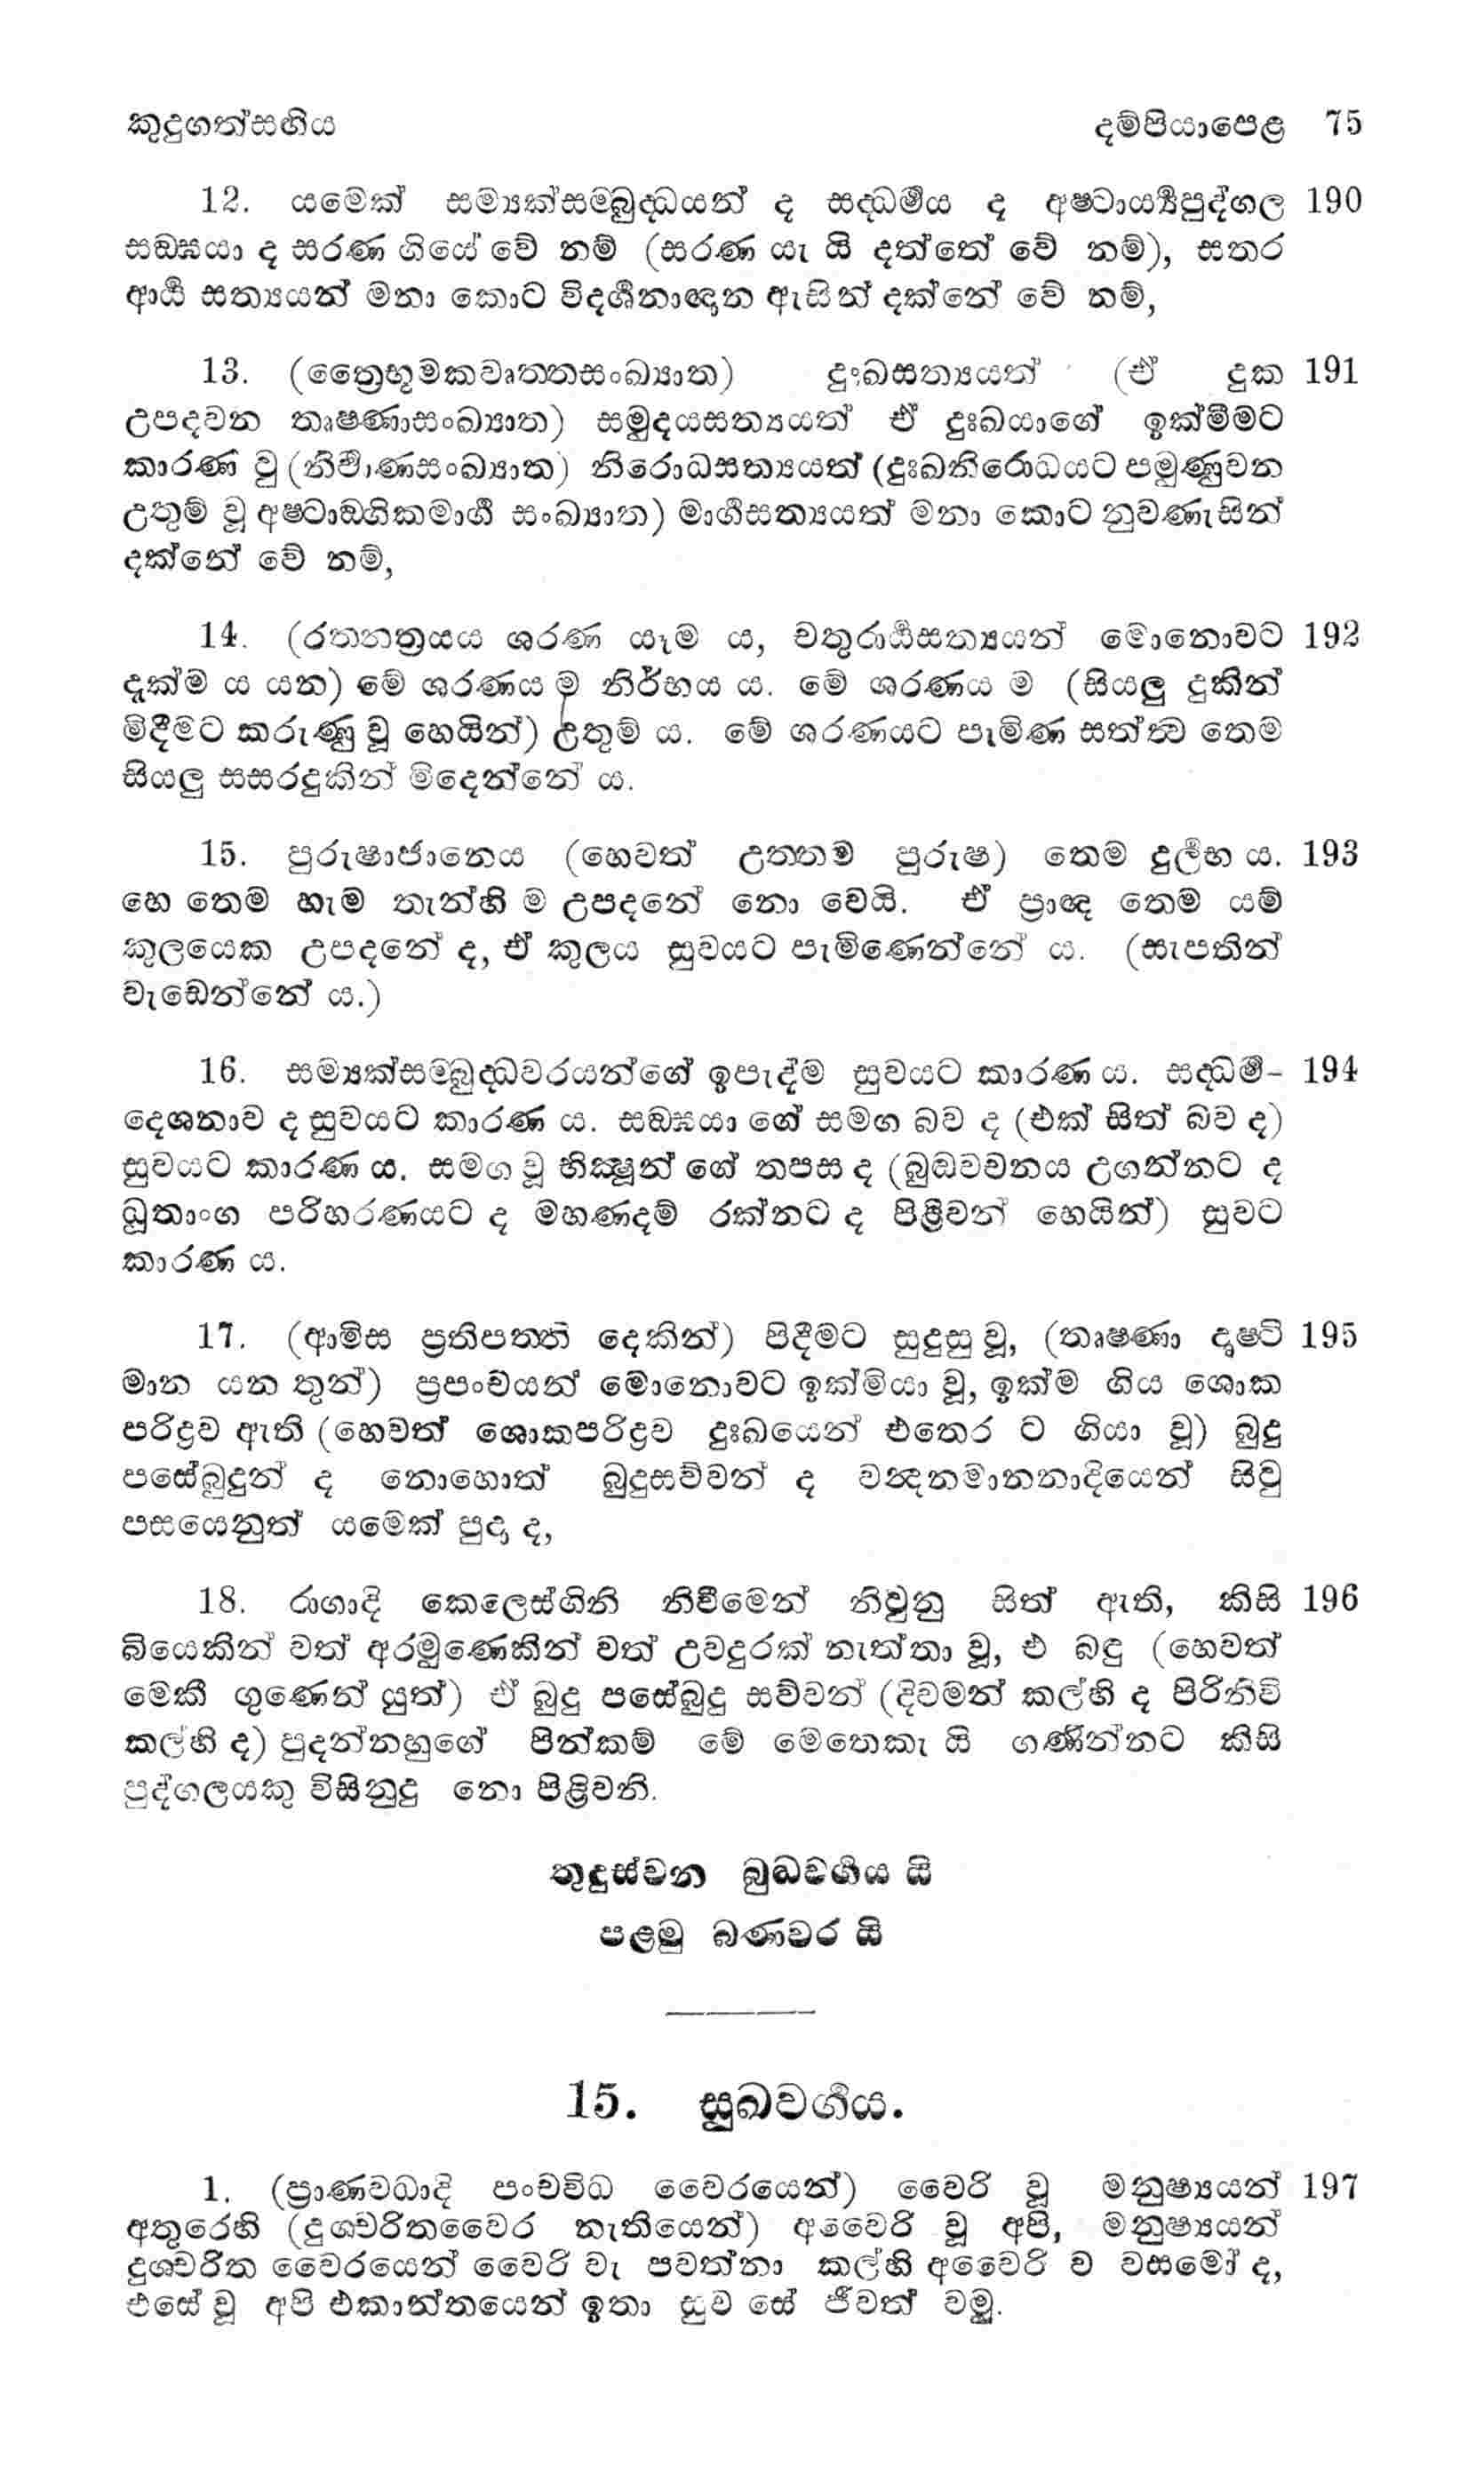 කුදුගත්සඟිය දම්පියාපෙළ 75
12. යමෙක් සම්‍යක්සම්බුද්ධයන් ද සද්ධර්‍මය ද අෂ්ටාර්‍ය්‍යපුද්ගල 190
සඞ්ඝයා ද සරණ ගියේ වේ නම් (සරණ යැ යි දත්තේ වේ නම්), සතර
ආර්‍ය සත්‍යයන් මනා කොට විදර්‍ශනාඥාන ඇසින් දක්නේ වේ නම්,
13. (ත්‍රෛභූමකවෘත්තසංඛ්‍යාත) දුඃඛසත්‍යයත් (ඒ දුක 191
උපදවන තෘෂ්ණාසංඛ්‍යාත) සමුදයසත්‍යයත් ඒ දුඃඛයාගේ ඉක්මීමට
කාරණ වූ (නිර්‍වාණසංඛ්‍යාත) නිරොධසත්‍යයත් (දුඃඛනිරොධයට පමුණුවන
උතුම් වූ අෂ්ටාඞ්ගිකමාර්‍ග සංඛ්‍යාත) මාර්‍ගසත්‍යයත් මනා කොට නුවණැසින්
දක්නේ වේ නම්,
14. (රත්නත්‍රයය ශරණ යෑම ය, චතුරාර්‍යසත්‍යයන් මොනොවට 192
දැක්ම ය යන) මේ ශරණය ම නිර්භය ය. මේ ශරණය ම (සියලු දුකින්
මිදීමට කරුණු වූ හෙයින්) උතුම් ය. මේ ශරණයට පැමිණ සත්ත්‍ව තෙම
සියලු සසරදුකින් මිදෙන්නේ ය.
15. පුරුෂාජානෙය (හෙවත් උත්තම පුරුෂ) තෙම දුර්‍ලභ ය. 193
හෙ තෙම හැම තැන්හි ම උපදනේ නො වෙයි. ඒ ප්‍රාඥ තෙම යම්
කුලයෙක උපදනේ ද, ඒ කුලය සුවයට පැමිණෙන්නේ ය. (සැපතින්
වැඩෙන්නේ ය.)
16. සම්‍යක්සම්බුද්ධවරයන්ගේ ඉපැද්ම සුවයට කාරණ ය. සද්ධර්‍ම- 194
දෙශනාව ද සුවයට කාරණ ය. සඞ්ඝයා ගේ සමඟ බව ද (එක් සිත් බව ද)
සුවයට කාරණ ය. සමග වූ භික්‍ෂූන් ගේ තපස ද (බුද්ධවචනය උගන්නට ද
ධූතාංග පරිහරණයට ද මහණදම් රක්නට ද පිළිවන් හෙයින්) සුවට
කාරණ ය.
17. (ආමිස ප්‍රතිපත්ති දෙකින්) පිදීමට සුදුසු වූ, (තෘෂ්ණා දෘෂ්ටි 195
මාන යන තුන්) ප්‍රපංචයන් මොනොවට ඉක්මියා වූ, ඉක්ම ගිය ශොක
පරිද්‍රව ඇති (හෙවත් ශොකපරිද්‍රව දුඃඛයෙන් එතෙර ට ගියා වූ) බුදු
පසේබුදුන් ද නොහොත් බුදුසව්වන් ද වන්‍දනමානනාදියෙන් සිවු
පසයෙනුත් යමෙක් පුදා ද,
18. රාගාදි කෙලෙස්ගිනි නිවීමෙන් නිවුනු සිත් ඇති, කිසි 196
බියෙකින් වත් අරමුණෙකින් වත් උවදුරක් නැත්තා වූ, එ බඳු (හෙවත්
මෙකී ගුණෙන් යුත්) ඒ බුදු පසේබුදු සව්වන් (දිවමන් කල්හි ද පිරිනිවි
කල්හි ද) පුදන්නහුගේ පින්කම් මේ මෙතෙකැ යි ගණින්නට කිසි
පුද්ගලයකු විසිනුදු නො පිළිවනි.
තුදුස්වන බුද්ධවර්‍ගය යි
පළමු බණවර යි
15. සුඛවර්‍ගය.
1. (ප්‍රාණවධාදි පංචවිධ වෛරයෙන්) වෛරි වූ මනුෂ්‍යයන් 197
අතුරෙහි (දුශ්චරිතවෛර නැතියෙන්) අවෛරි වූ අපි, මනුෂ්‍යයන්
දුශ්චරිත වෛරයෙන් වෛරි වැ පවත්නා කල්හි අවෛරි ව වසමෝ ද,
එසේ වූ අපි එකාන්තයෙන් ඉතා සුව සේ ජීවත් වමූ.